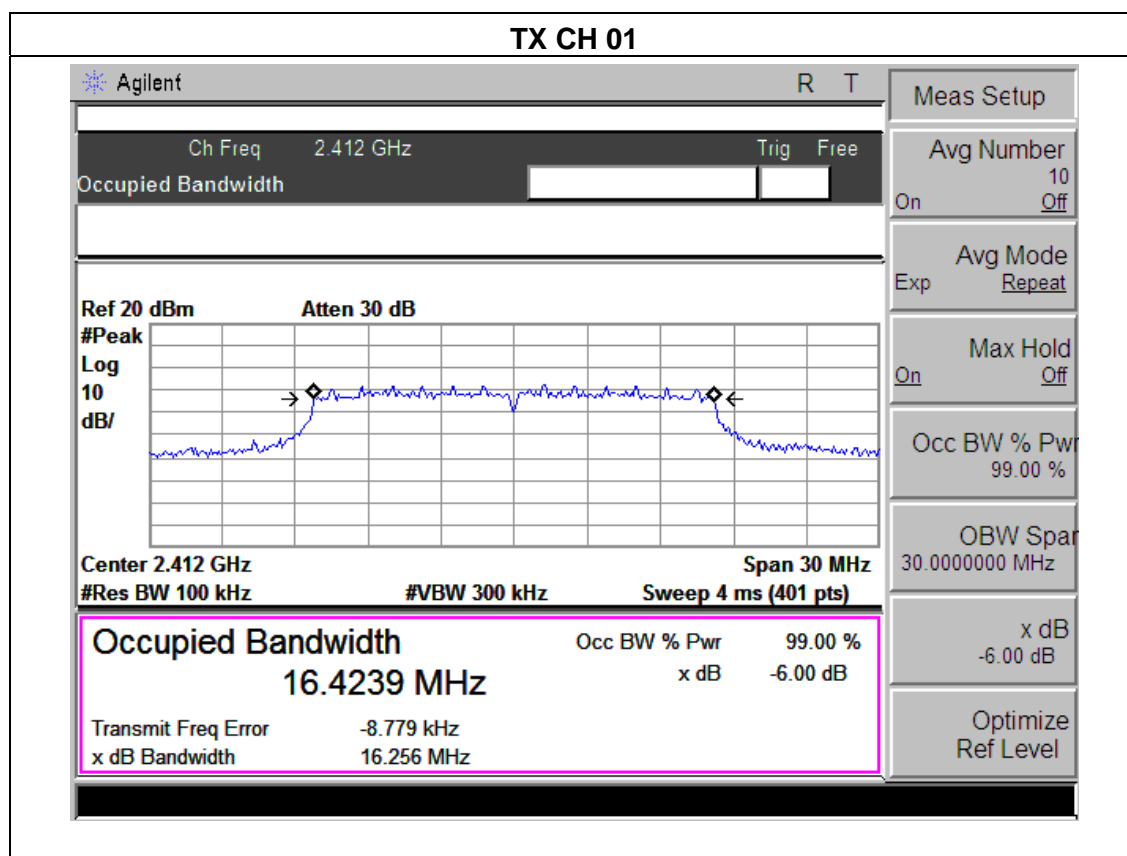 TX CH 01
Agilent R T
Ch Freq 2.412 GHz Trig Free
Occupied Bandwidth
Ref 20 dBm Atten 30 dB
#Peak
Log
10
dB/
Center 2.412 GHz Span 30 MHz
#Res BW 100 kHz #VBW 300 kHz Sweep 4 ms (401 pts)
Occupied Bandwidth Occ BW % Pwr 99.00 %
16.4239 MHz x dB -6.00 dB
Transmit Freq Error -8.779 kHz
x dB Bandwidth 16.256 MHz
Meas Setup
Avg Number
10
On Off
Avg Mode
Exp Repeat
Max Hold
On Off
Occ BW % Pwr
99.00 %
OBW Span
30.0000000 MHz
x dB
-6.00 dB
Optimize
Ref Level